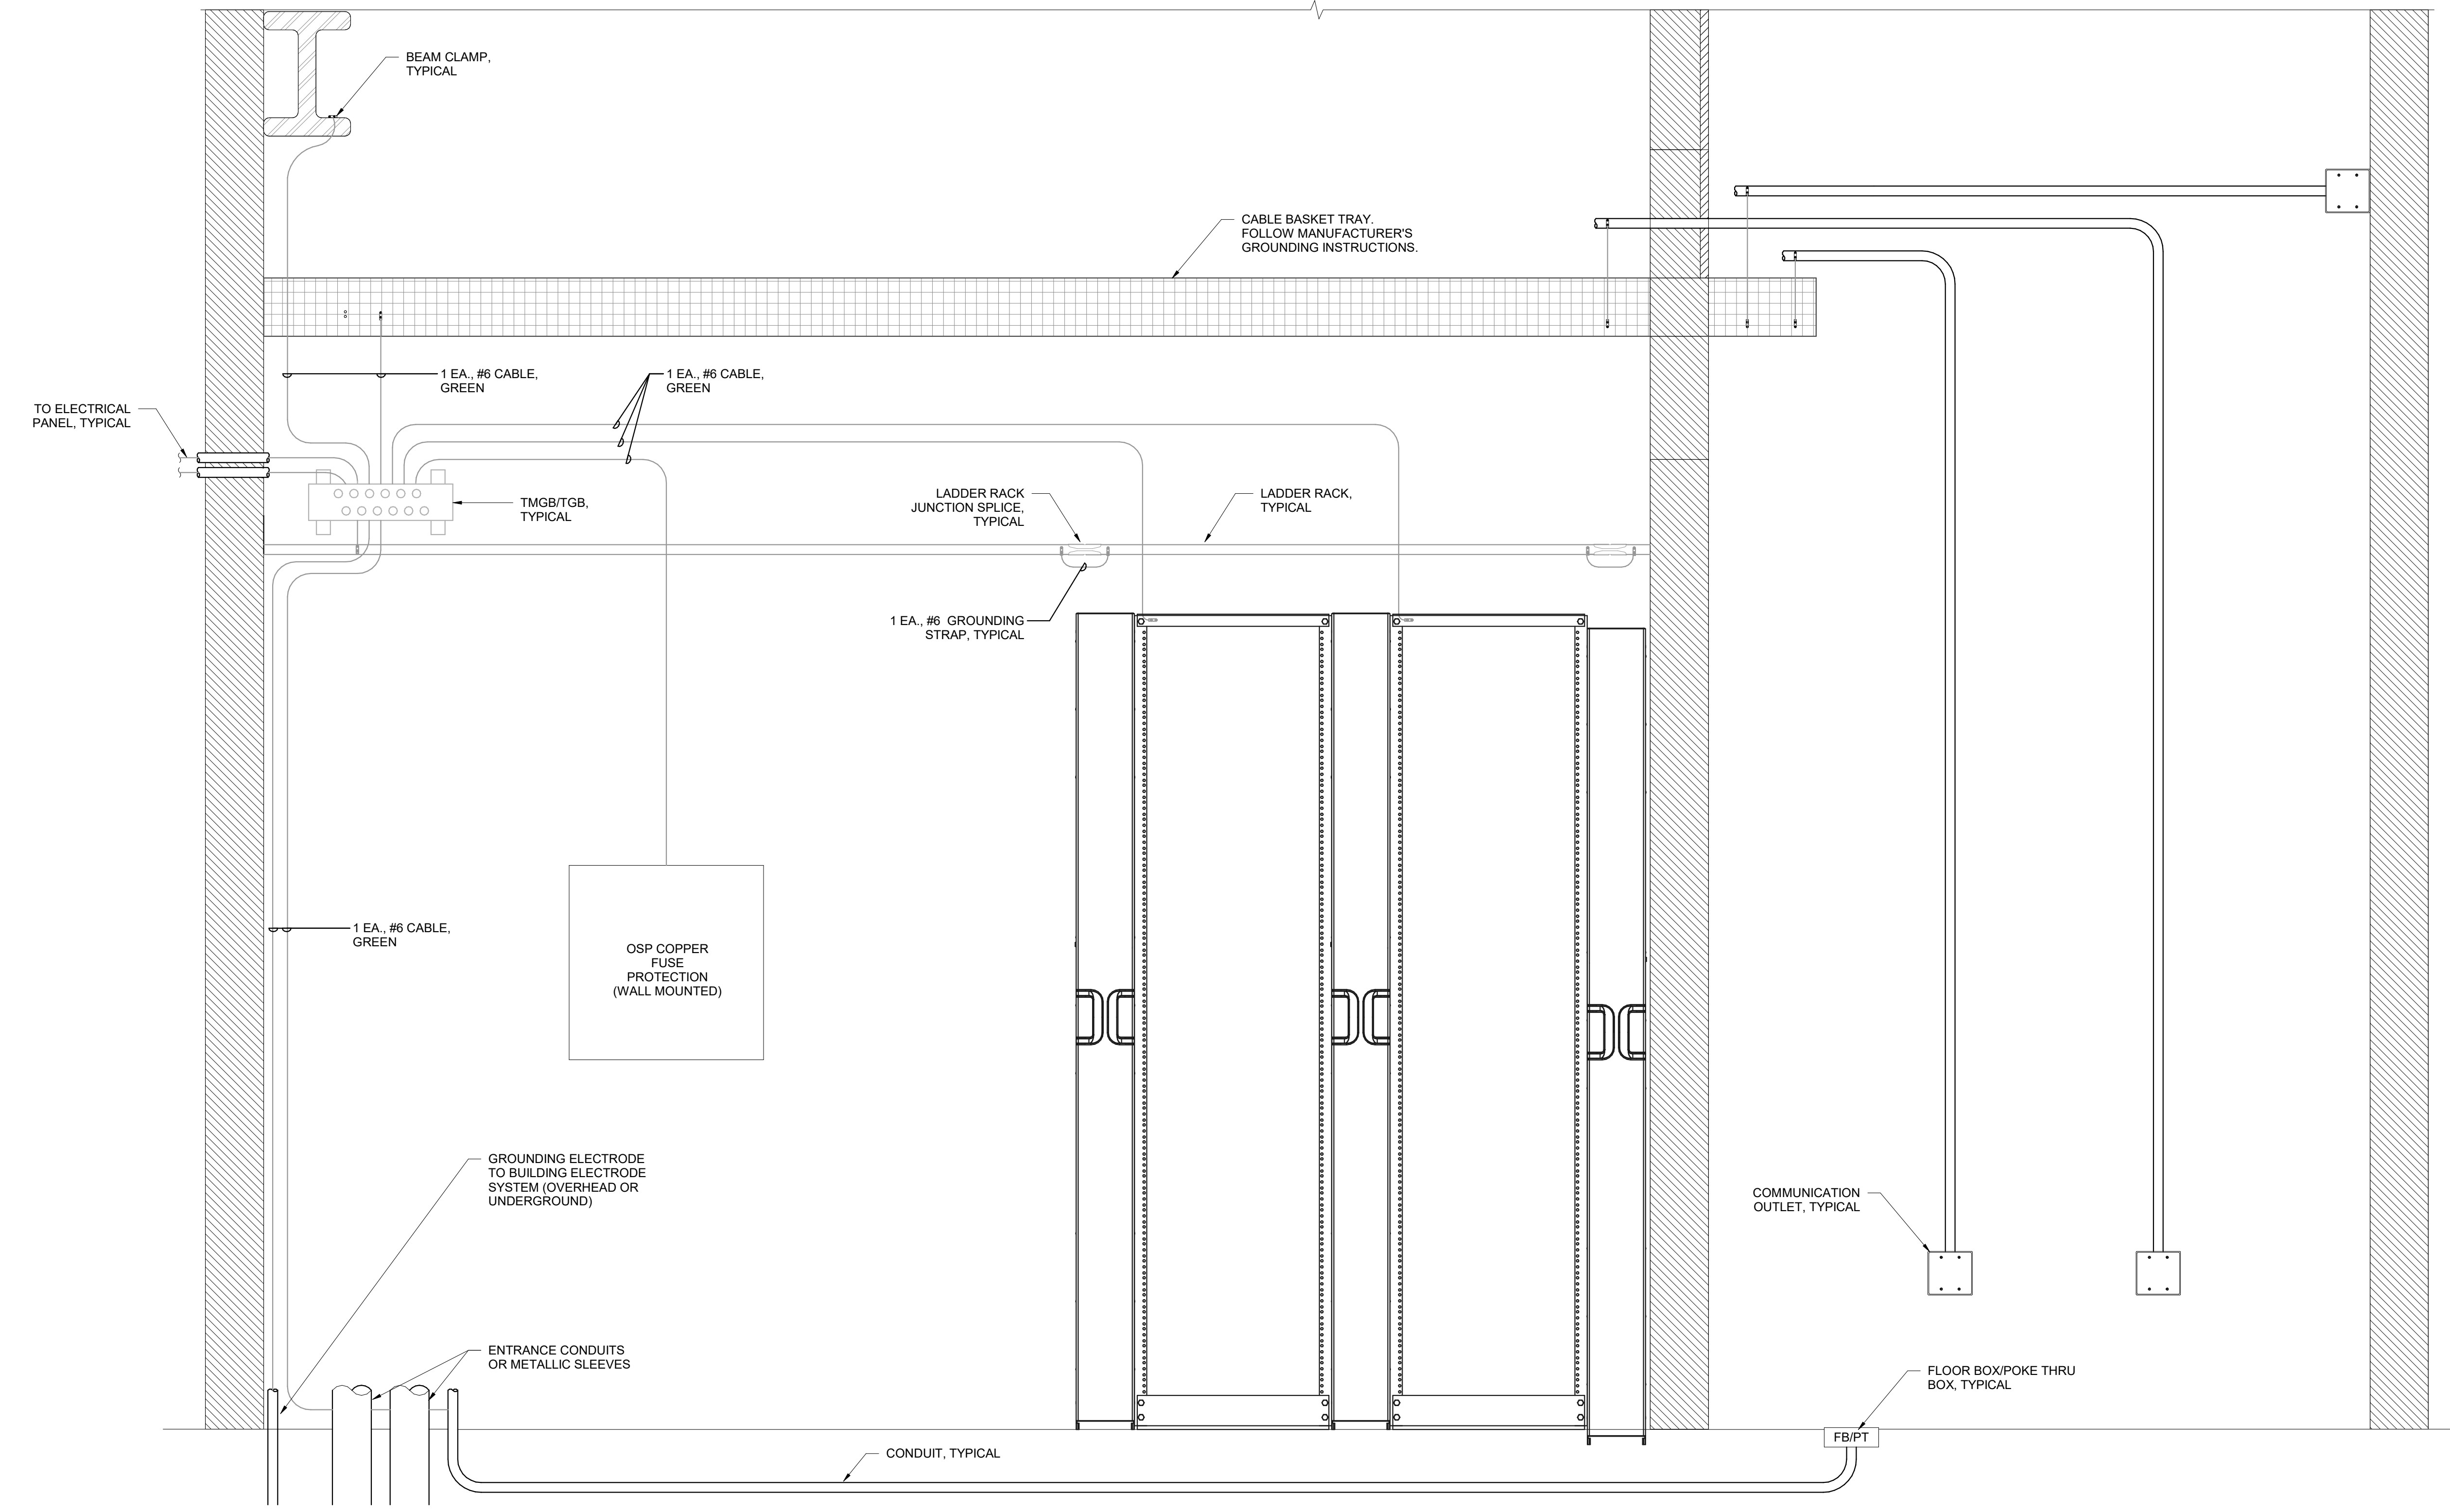 BEAM CLAMP,
TYPICAL
CABLE BASKET TRAY.
FOLLOW MANUFACTURER'S
GROUNDING INSTRUCTIONS.
1 EA., #6 CABLE,
GREEN
1 EA., #6 CABLE,
GREEN
TO ELECTRICAL
PANEL, TYPICAL
TMGB/TGB,
TYPICAL
LADDER RACK
JUNCTION SPLICE,
TYPICAL
LADDER RACK,
TYPICAL
1 EA., #6 GROUNDING
STRAP, TYPICAL
1 EA., #6 CABLE,
GREEN
OSP COPPER
FUSE
PROTECTION
(WALL MOUNTED)
GROUNDING ELECTRODE
TO BUILDING ELECTRODE
SYSTEM (OVERHEAD OR
UNDERGROUND)
COMMUNICATION
OUTLET, TYPICAL
ENTRANCE CONDUITS
OR METALLIC SLEEVES
FLOOR BOX/POKE THRU
BOX, TYPICAL
FB/PT
CONDUIT, TYPICAL